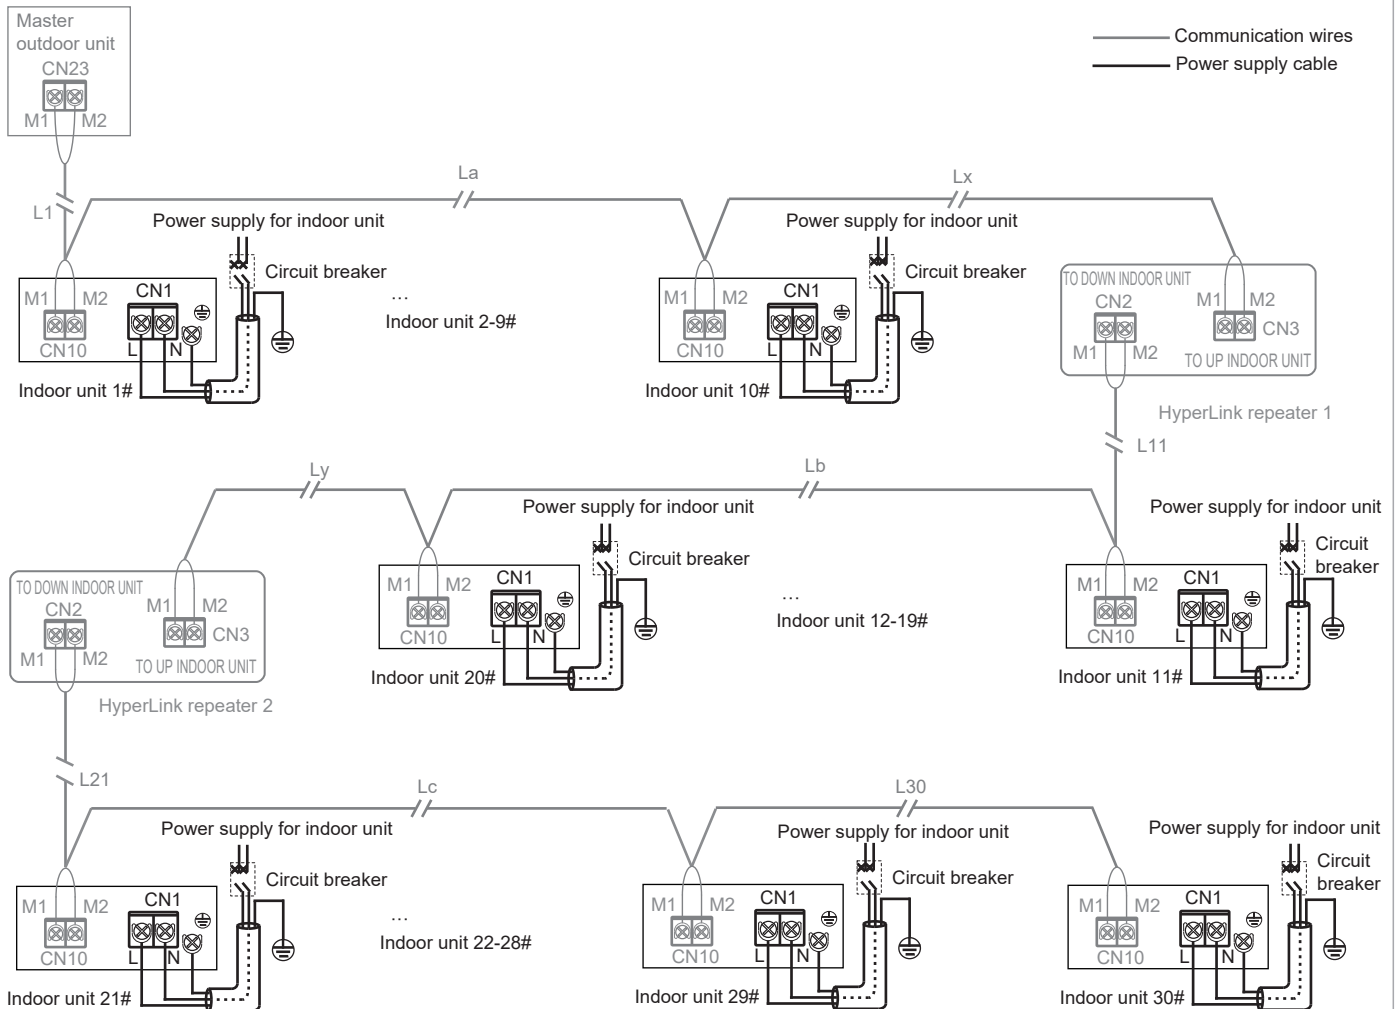 Master
outdoor unit
CN23
M1 M2
Communication wires
Power supply cable
L1
La
Lx
Power supply for indoor unit
Circuit breaker
M1 M2
CN1
CN10
L N
Indoor unit 1#
...
Indoor unit 2-9#
Power supply for indoor unit
Circuit breaker
M1 M2
CN1
CN10
L N
Indoor unit 10#
TO DOWN INDOOR UNIT
CN2
M1 M2
M1 M2
CN3
TO UP INDOOR UNIT
HyperLink repeater 1
L11
Ly
Lb
TO DOWN INDOOR UNIT
CN2
M1 M2
M1 M2
CN3
TO UP INDOOR UNIT
HyperLink repeater 2
Power supply for indoor unit
Circuit breaker
M1 M2
CN1
CN10
L N
Indoor unit 20#
...
Indoor unit 12-19#
Power supply for indoor unit
Circuit
breaker
M1 M2
CN1
CN10
L N
Indoor unit 11#
L21
Lc
L30
Power supply for indoor unit
Circuit breaker
M1 M2
CN1
CN10
L N
Indoor unit 21#
...
Indoor unit 22-28#
Power supply for indoor unit
Circuit breaker
M1 M2
CN1
CN10
L N
Indoor unit 29#
Power supply for indoor unit
Circuit
breaker
M1 M2
CN1
CN10
L N
Indoor unit 30#